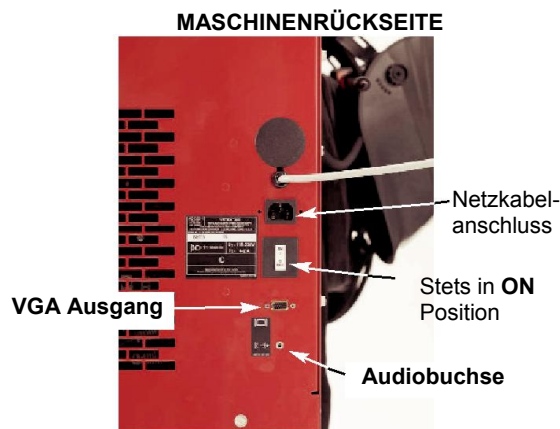 MASCHINENRÜCKSEITE
Netzkabel-
anschluss
Stets in ON
Position
VGA Ausgang
Audiobuchse